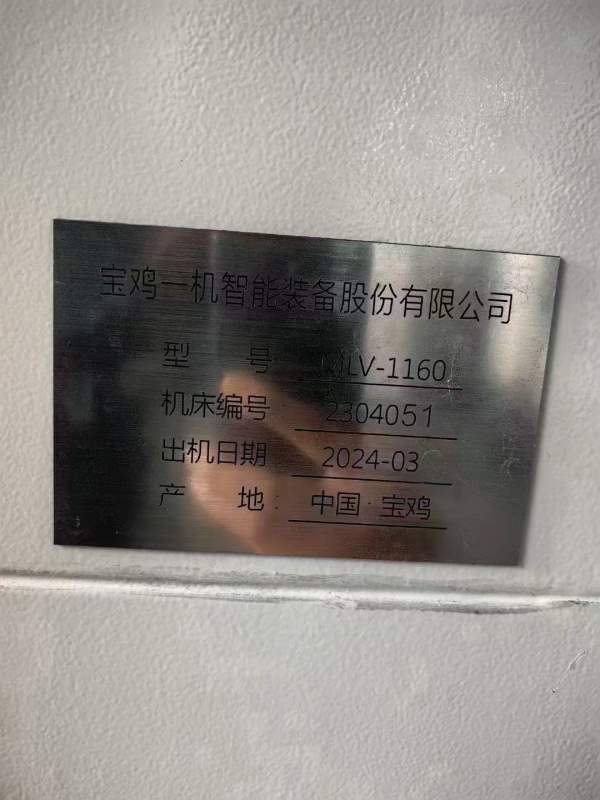 宝鸡一机智能装备股份有限公司
型 号: MLV-1160
机床编号: 2304051
出机日期: 2024-03
产 地: 中国·宝鸡